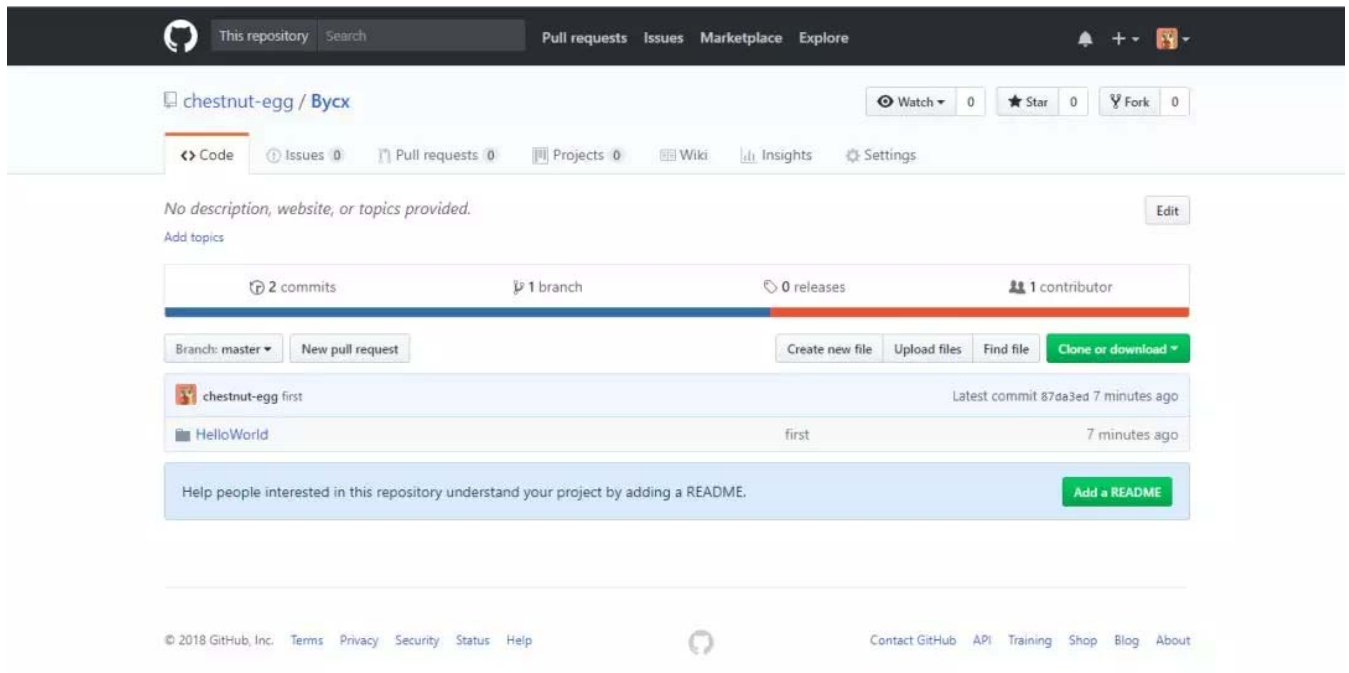 This repository Search Pull requests Issues Marketplace Explore
chestnut-egg / Bycx Watch 0 Star 0 Fork 0
Code Issues 0 Pull requests 0 Projects 0 Wiki Insights Settings
No description, website, or topics provided. Edit
Add topics
2 commits 1 branch 0 releases 1 contributor
Branch: master New pull request Create new file Upload files Find file Clone or download
chestnut-egg first Latest commit 87da3ed 7 minutes ago
HelloWorld first 7 minutes ago
Help people interested in this repository understand your project by adding a README. Add a README
© 2018 GitHub, Inc. Terms Privacy Security Status Help Contact GitHub API Training Shop Blog About